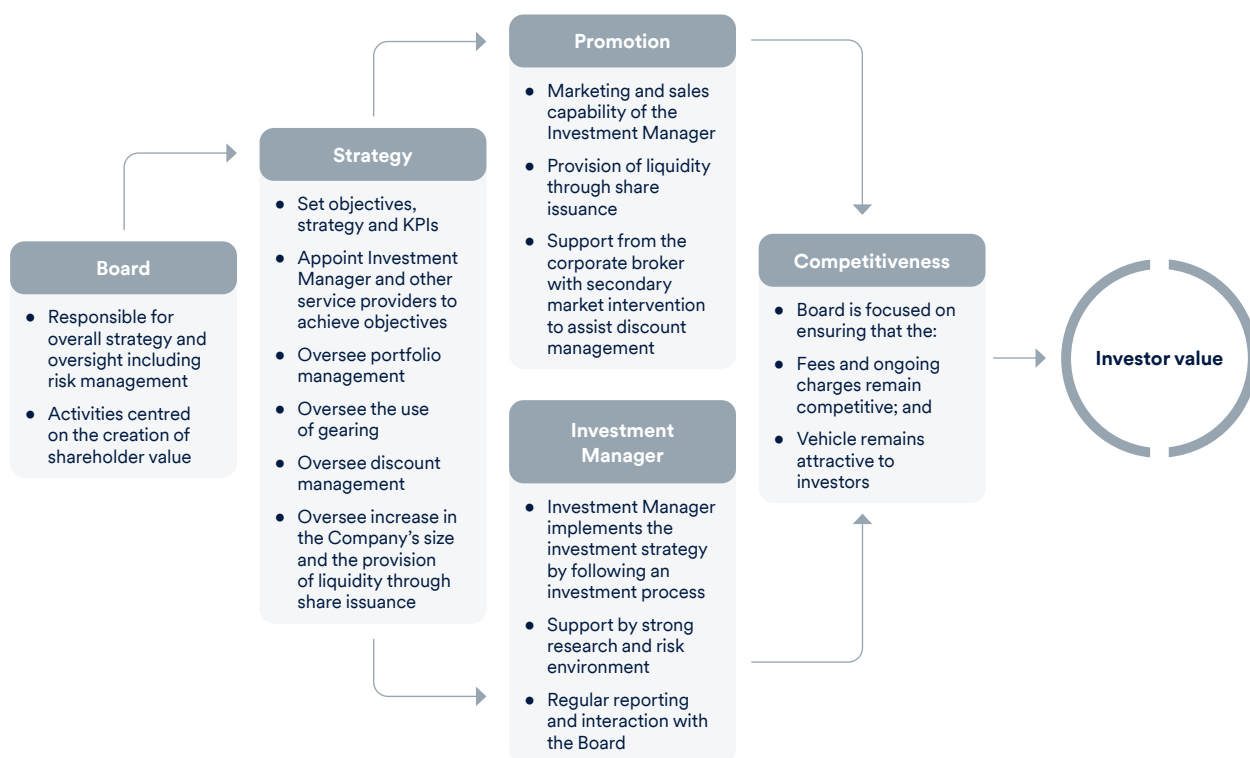 Board
Responsible for
overall strategy and
oversight including
risk management
Activities centred
on the creation of
shareholder value
Strategy
Set objectives,
strategy and KPIs
Appoint Investment
Manager and other
service providers to
achieve objectives
Oversee portfolio
management
Oversee the use
of gearing
Oversee discount
management
Oversee increase in
the Company's size
and the provision
of liquidity through
share issuance
Promotion
Marketing and sales
capability of the
Investment Manager
Provision of liquidity
through share
issuance
Support from the
corporate broker
with secondary
market intervention
to assist discount
management
Investment
Manager
Investment Manager
implements the
investment strategy
by following an
investment process
Support by strong
research and risk
environment
Regular reporting
and interaction with
the Board
Competitiveness
Board is focused on
ensuring that the:
Fees and ongoing
charges remain
competitive; and
Vehicle remains
attractive to
investors
Investor value